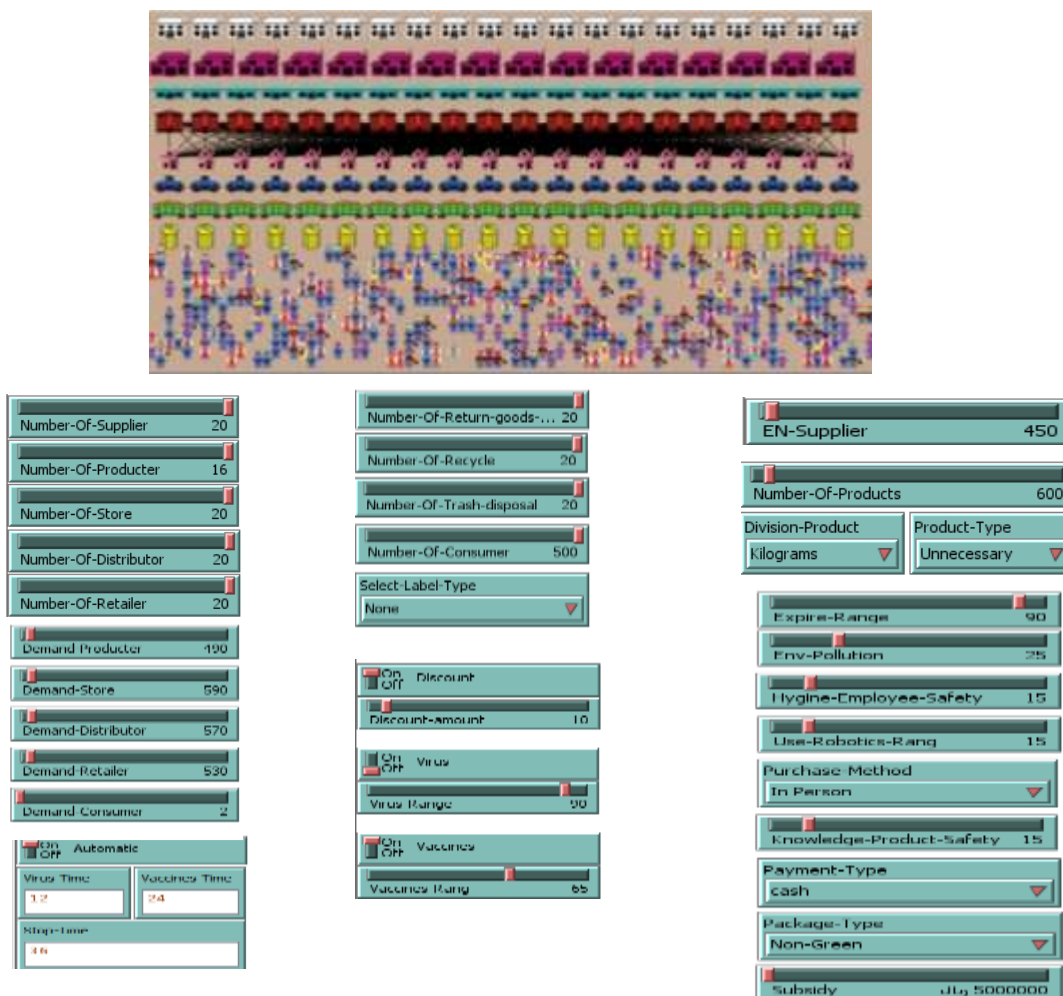 Number-Of-Supplier 20
Number-Of-Producter 16
Number-Of-Store 20
Number-Of-Distributor 20
Number-Of-Retailer 20
Demand-Producter 490
Demand-Store 590
Demand-Distributor 570
Demand-Retailer 530
Demand-Consumer 2
On
Off
Automatic
Virus Time
12
Vaccines Time
24
Stop-time
36
Number-Of-Return-goods-... 20
Number-Of-Recycle 20
Number-Of-Trash-disposal 20
Number-Of-Consumer 500
Select-Label-Type
None
On
Off
Discount
Discount-amount 10
On
Off
Virus
Virus Range 90
On
Off
Vaccines
Vaccines Rang 65
EN-Supplier 450
Number-Of-Products 600
Division-Product
Kilograms
Product-Type
Unnecessary
Expire-Range 90
Env-Pollution 25
Hygine-Employee-Safety 15
Use-Robotics-Rang 15
Purchase-Method
In Person
Knowledge-Product-Safety 15
Payment-Type
cash
Package-Type
Non-Green
Subsidy 5000000 ریال